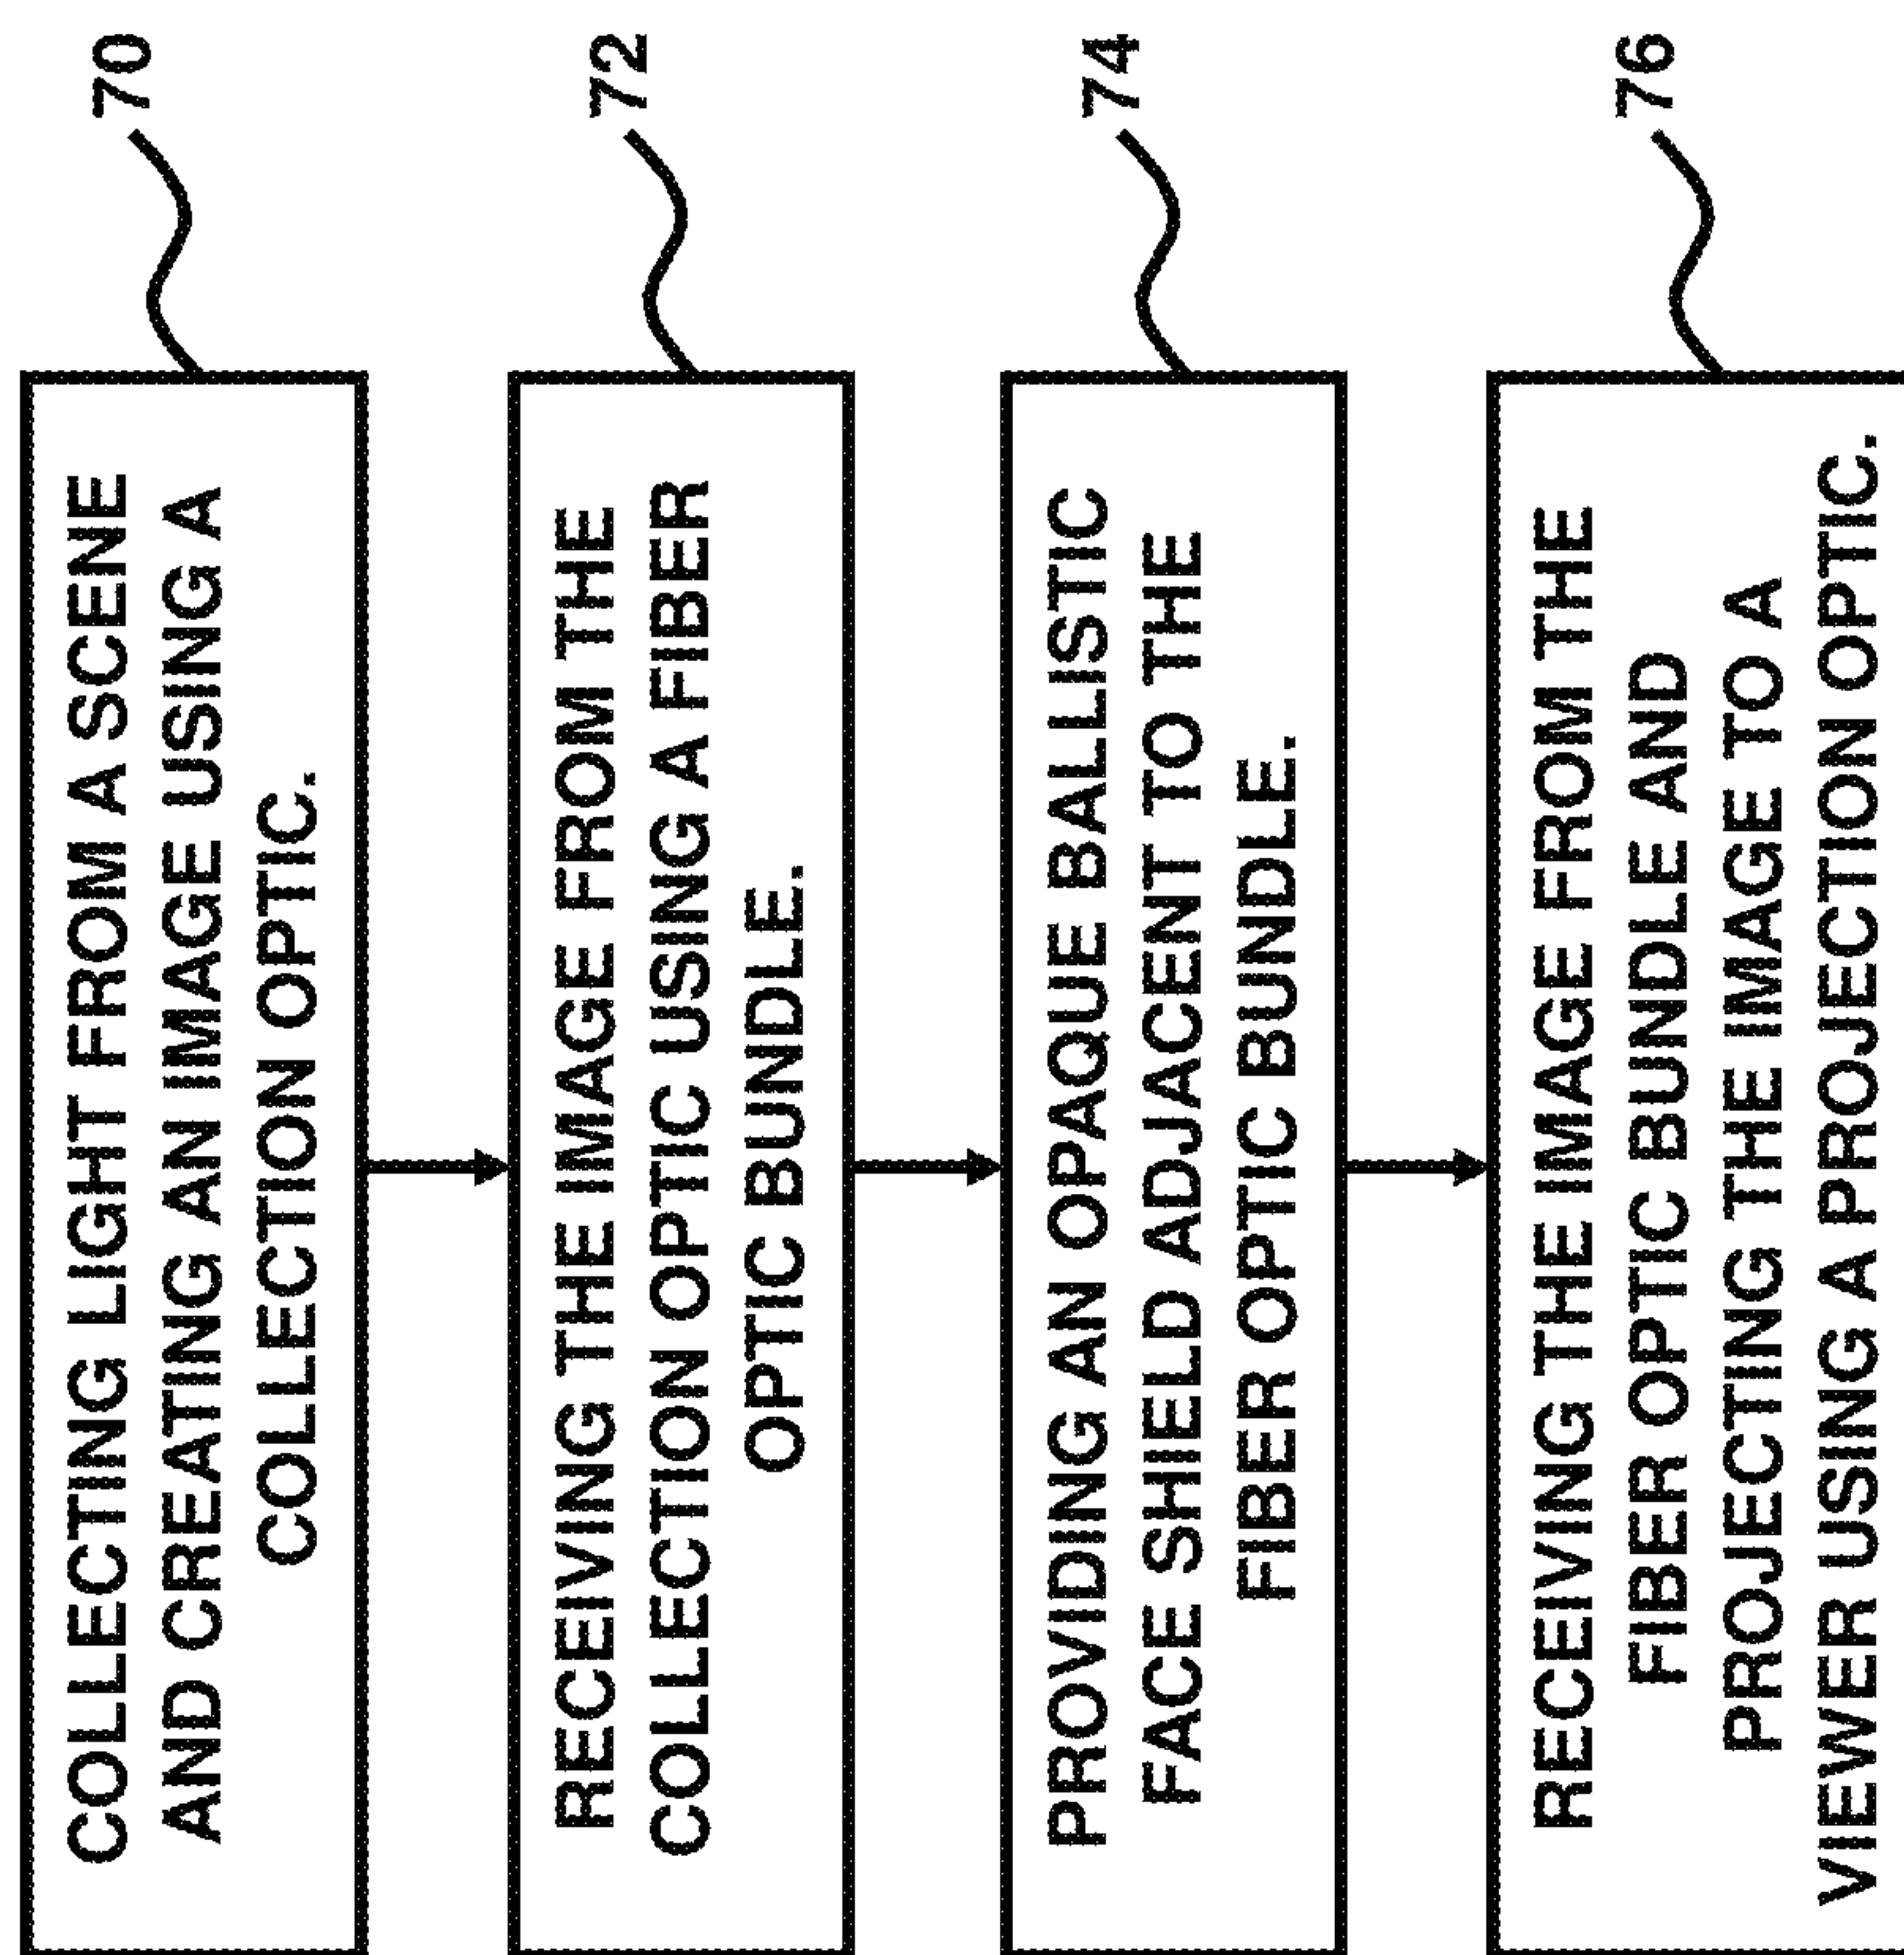 COLLECTING LIGHT FROM A SCENE
AND CREATING AN IMAGE USING A
COLLECTION OPTIC.
70
RECEIVING THE IMAGE FROM THE
COLLECTION OPTIC USING A FIBER
OPTIC BUNDLE.
72
PROVIDING AN OPAQUE BALLISTIC
FACE SHIELD ADJACENT TO THE
FIBER OPTIC BUNDLE.
74
RECEIVING THE IMAGE FROM THE
FIBER OPTIC BUNDLE AND
PROJECTING THE IMAGE TO A
VIEWER USING A PROJECTION OPTIC.
76